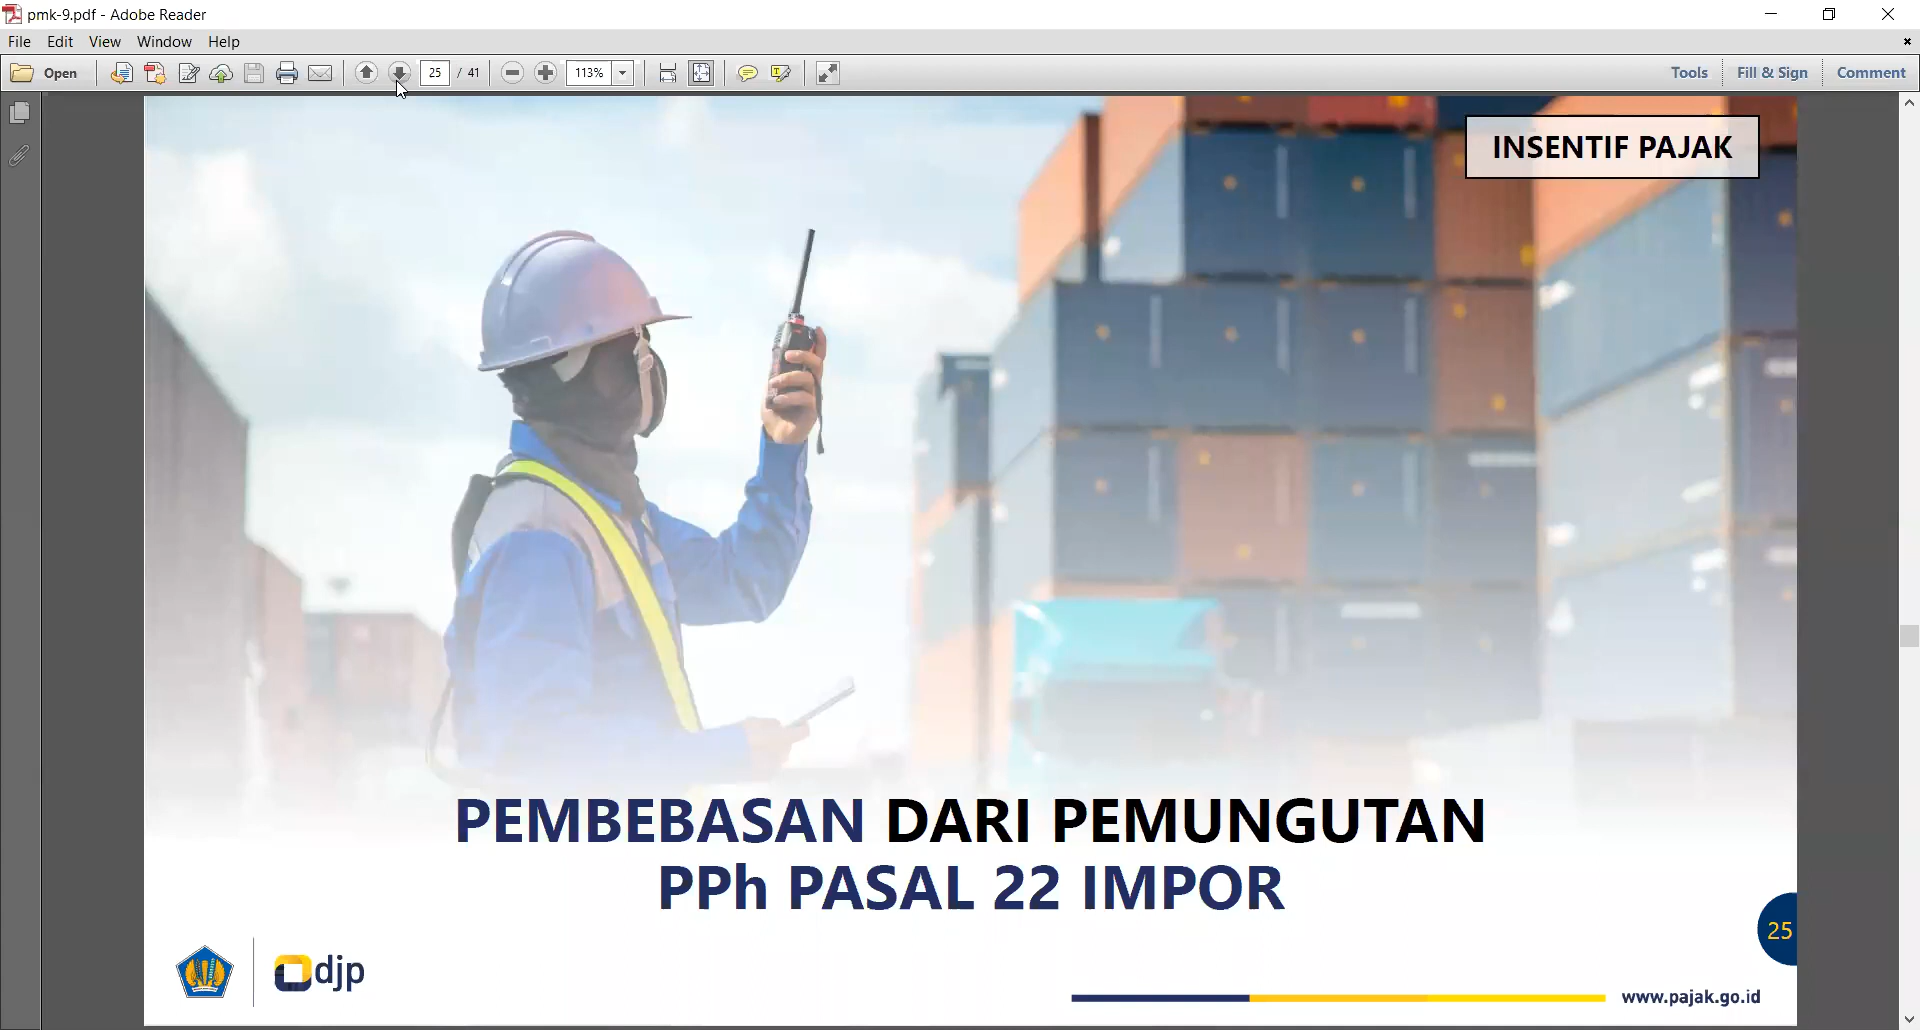 pmk-9.pdf - Adobe Reader
File Edit View Window Help
Open 25 / 41 113% Tools Fill & Sign Comment
INSENTIF PAJAK
PEMBEBASAN DARI PEMUNGUTAN
PPh PASAL 22 IMPOR
25
djp
www.pajak.go.id